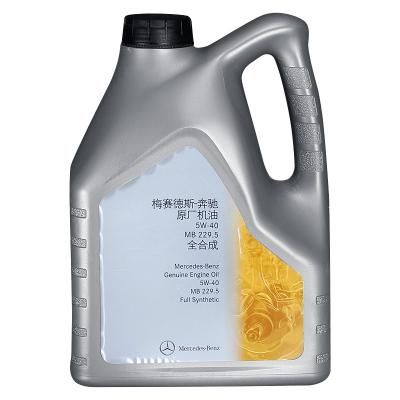 梅赛德斯-奔驰
原厂机油
5W-40
MB 229.5
全合成
Mercedes-Benz
Genuine Engine Oil
5W-40
MB 229.5
Full Synthetic
Mercedes-Benz